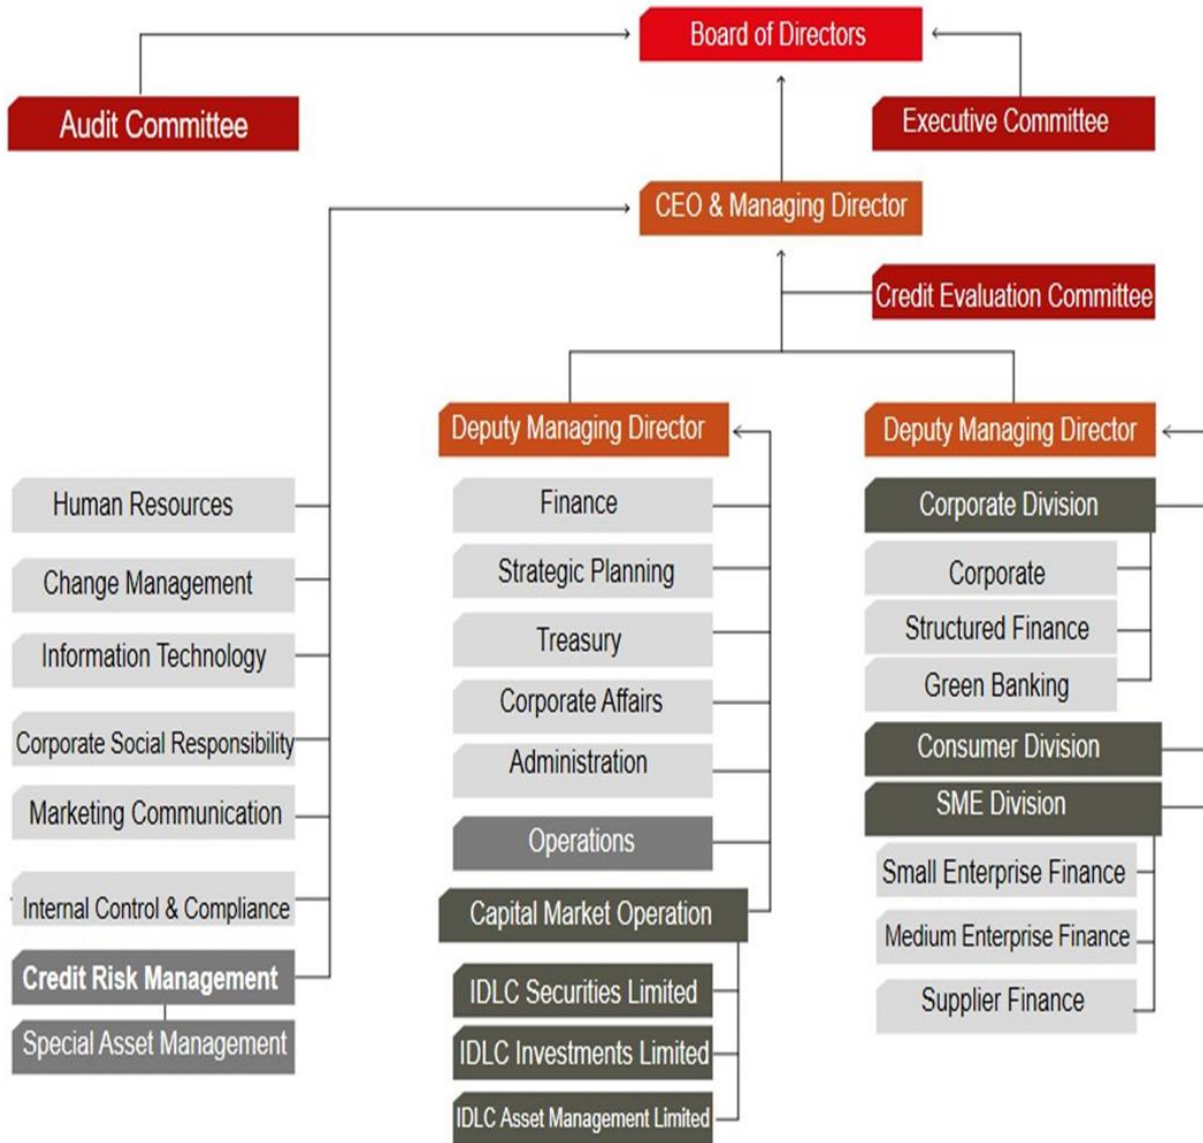 Board of Directors
Audit Committee
Executive Committee
CEO & Managing Director
Credit Evaluation Committee
Deputy Managing Director
Deputy Managing Director
Human Resources
Change Management
Information Technology
Corporate Social Responsibility
Marketing Communication
Internal Control & Compliance
Credit Risk Management
Special Asset Management
Finance
Strategic Planning
Treasury
Corporate Affairs
Administration
Operations
Capital Market Operation
IDLC Securities Limited
IDLC Investments Limited
IDLC Asset Management Limited
Corporate Division
Corporate
Structured Finance
Green Banking
Consumer Division
SME Division
Small Enterprise Finance
Medium Enterprise Finance
Supplier Finance